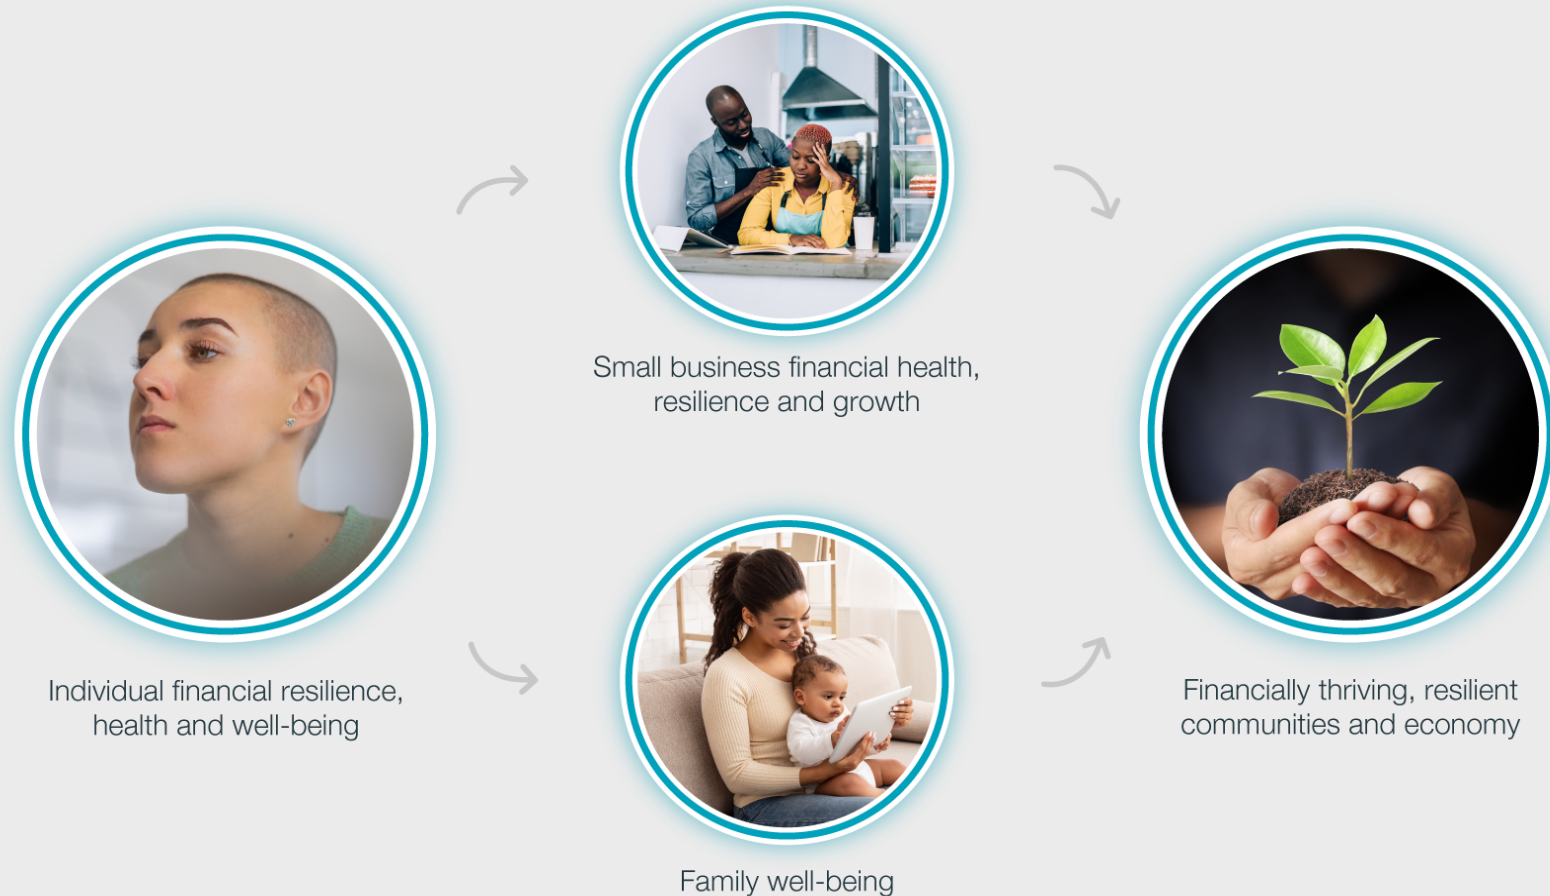 Small business financial health,
resilience and growth
Individual financial resilience,
health and well-being
Financially thriving, resilient
communities and economy
Family well-being